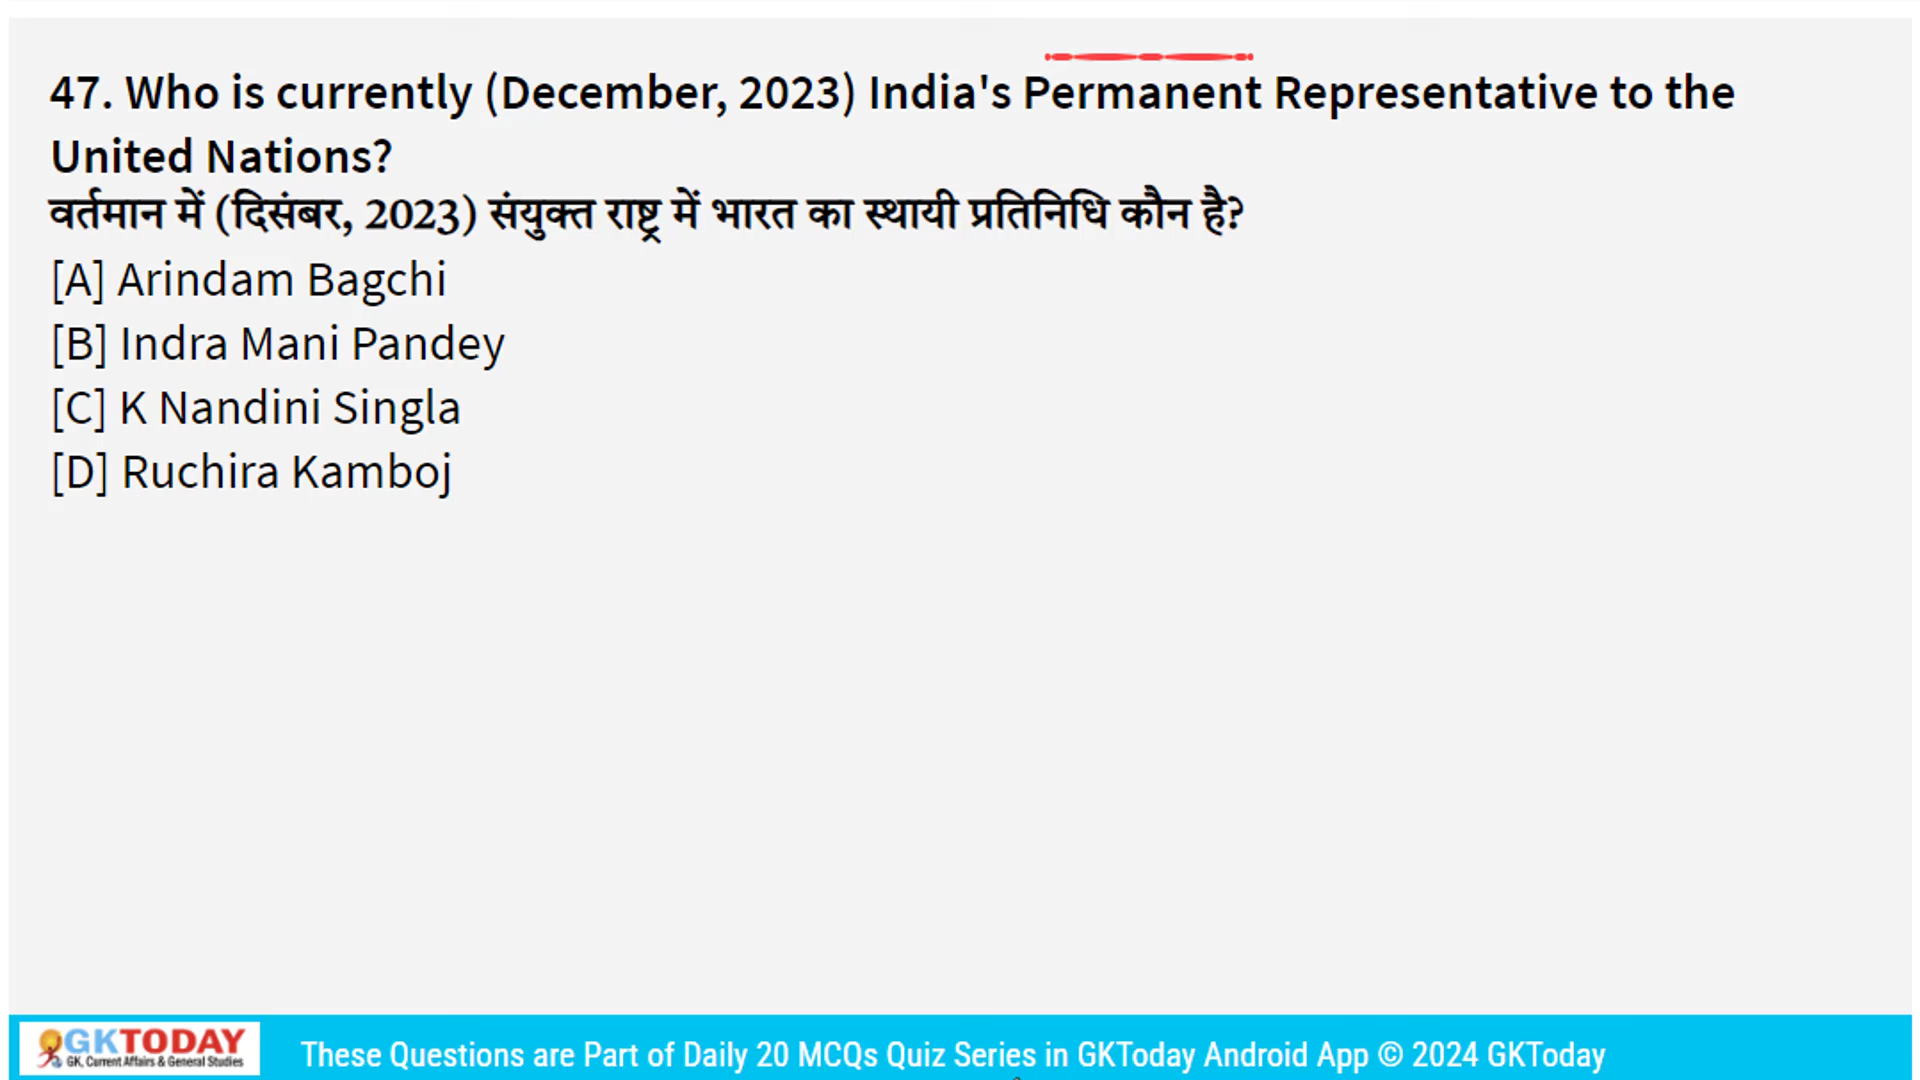 47. Who is currently (December, 2023) India's Permanent Representative to the
United Nations?
वर्तमान में (दिसंबर, 2023) संयुक्त राष्ट्र में भारत का स्थायी प्रतिनिधि कौन है?
[A] Arindam Bagchi
[B] Indra Mani Pandey
[C] K Nandini Singla
[D] Ruchira Kamboj
GKTODAY
GK, Current Affairs & General Studies
These Questions are Part of Daily 20 MCQs Quiz Series in GKToday Android App © 2024 GKToday